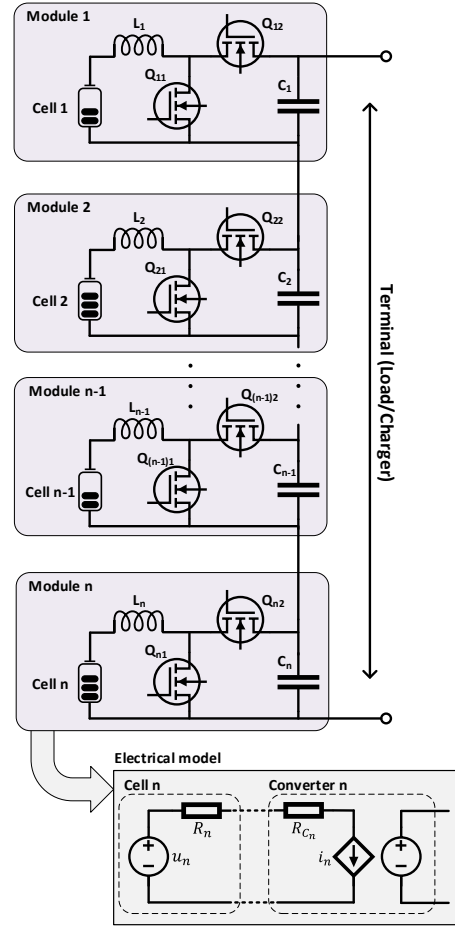 Module 1
L1
Q12
Q11
C1
Cell 1
Module 2
L2
Q22
Q21
C2
Cell 2
Module n-1
Ln-1
Q(n-1)2
Q(n-1)1
Cn-1
Cell n-1
Module n
Ln
Qn2
Qn1
Cn
Cell n
Terminal (Load/Charger)
Electrical model
Cell n
Converter n
Rn
RCn
un
in